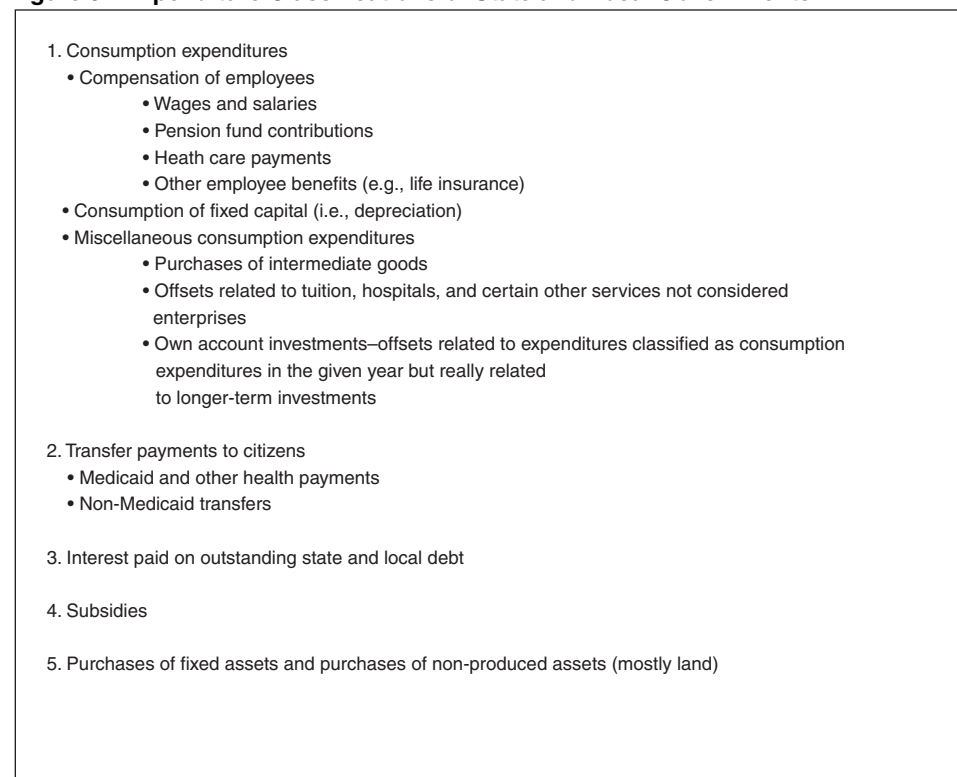 1. Consumption expenditures
• Compensation of employees
• Wages and salaries
• Pension fund contributions
• Heath care payments
• Other employee benefits (e.g., life insurance)
• Consumption of fixed capital (i.e., depreciation)
• Miscellaneous consumption expenditures
• Purchases of intermediate goods
• Offsets related to tuition, hospitals, and certain other services not considered
enterprises
• Own account investments–offsets related to expenditures classified as consumption
expenditures in the given year but really related
to longer-term investments
2. Transfer payments to citizens
• Medicaid and other health payments
• Non-Medicaid transfers
3. Interest paid on outstanding state and local debt
4. Subsidies
5. Purchases of fixed assets and purchases of non-produced assets (mostly land)